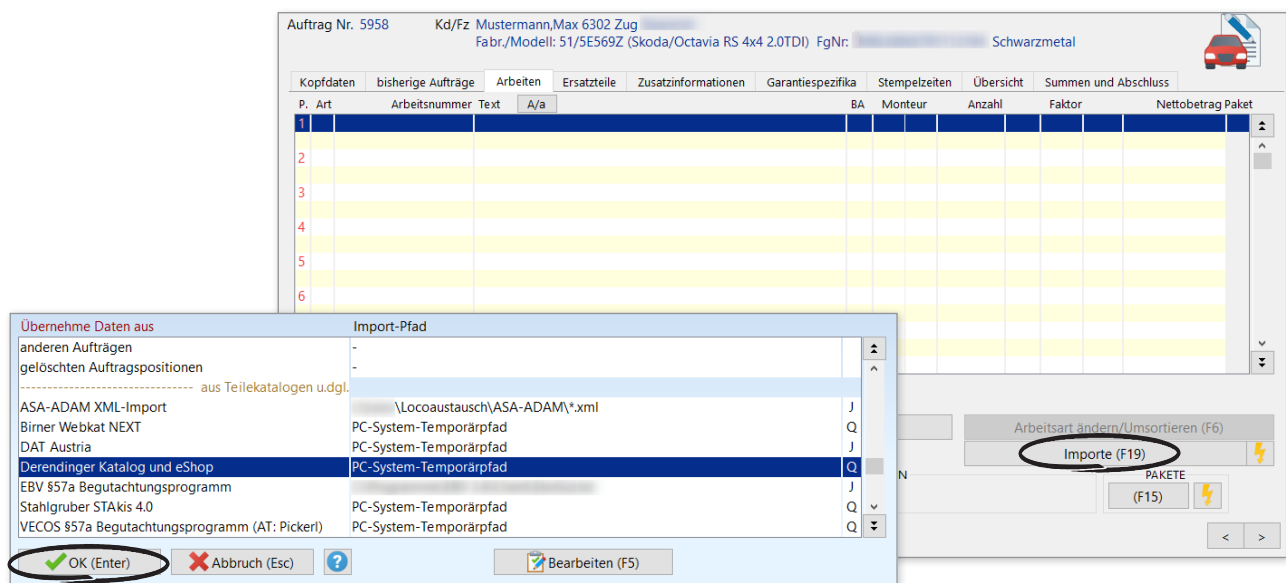 Auftrag Nr. 5958 Kd/Fz Mustermann,Max 6302 Zug
Fabr./Modell: 51/5E569Z (Skoda/Octavia RS 4x4 2.0TDI) FgNr: Schwarzmetal
Kopfdaten bisherige Aufträge Arbeiten Ersatzteile Zusatzinformationen Garantiespezifika Stempelzeiten Übersicht Summen und Abschluss
P. Art Arbeitsnummer Text A/a BA Monteur Anzahl Faktor Nettobetrag Paket
1
2
3
4
5
6
Arbeitsart ändern/Umsortieren (F6)
Importe (F19)
N PAKETE
(F15)
< >
Übernehme Daten aus Import-Pfad
anderen Aufträgen -
gelöschten Auftragspositionen -
-------------------------------- aus Teilekatalogen u.dgl.
ASA-ADAM XML-Import \Locoaustausch\ASA-ADAM\*.xml J
Birner Webkat NEXT PC-System-Temporärpfad Q
DAT Austria PC-System-Temporärpfad J
Derendinger Katalog und eShop PC-System-Temporärpfad Q
EBV §57a Begutachtungsprogramm J
Stahlgruber STAkis 4.0 PC-System-Temporärpfad Q
VECOS §57a Begutachtungsprogramm (AT: Pickerl) PC-System-Temporärpfad Q
OK (Enter) Abbruch (Esc) ? Bearbeiten (F5)